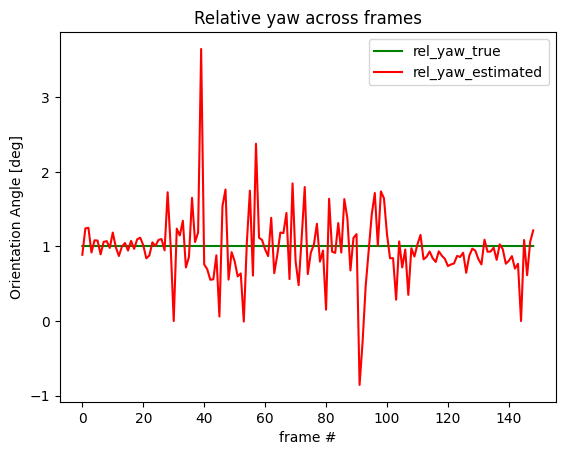 Relative yaw across frames
rel_yaw_true
rel_yaw_estimated
Orientation Angle [deg]
3
2
1
0
−1
0 20 40 60 80 100 120 140
frame #